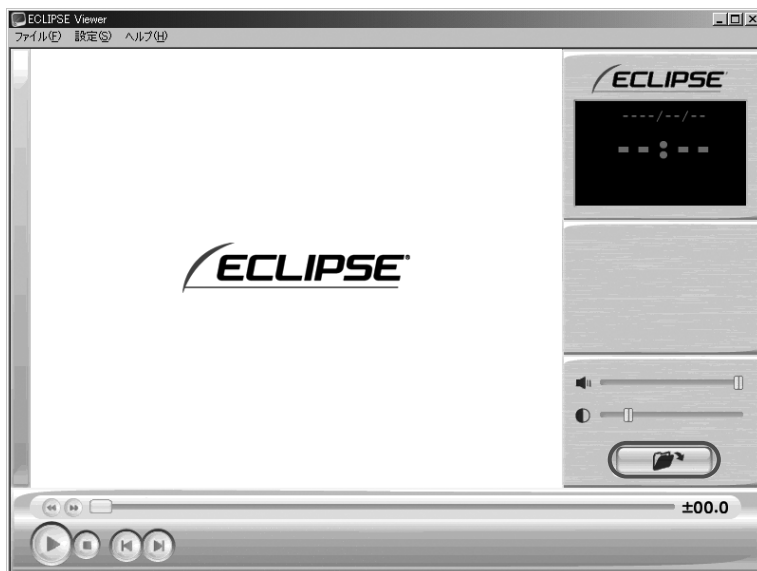 ECLIPSE Viewer
ファイル(F) 設定(S) ヘルプ(H)
ECLIPSE
----/--/--
--:--
ECLIPSE®
±00.0